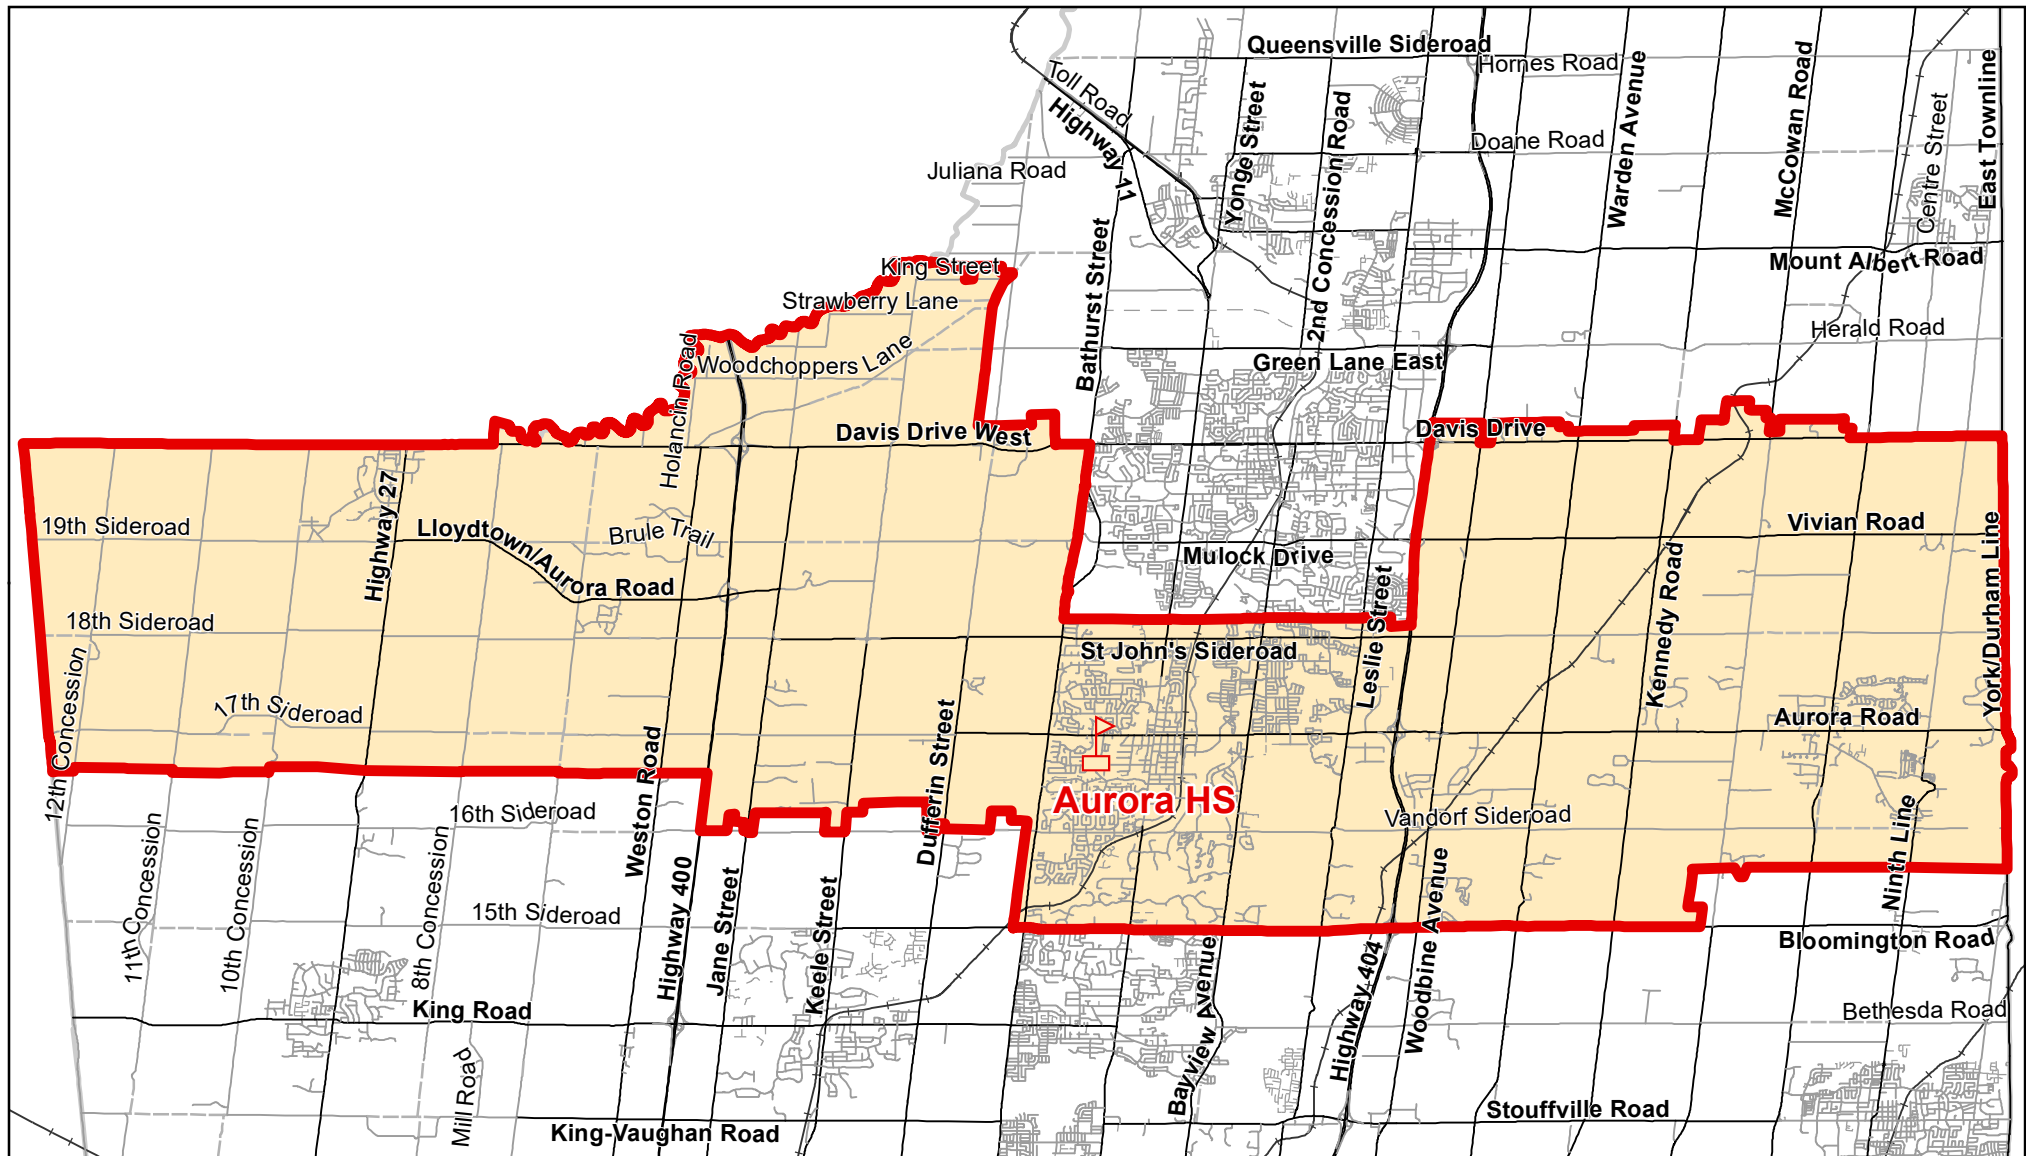 Queensville Sideroad
Hornes Road
Toll Road
Highway 11
Yonge Street
2nd Concession Road
Doane Road
Warden Avenue
McCowan Road
Centre Street
East Townline
Juliana Road
Bathurst Street
Mount Albert Road
King Street
Strawberry Lane
Woodchoppers Lane
Holancin Road
Green Lane East
Herald Road
Davis Drive West
Davis Drive
Highway 27
19th Sideroad
Lloydtown/Aurora Road
Brule Trail
Mulock Drive
Vivian Road
Kennedy Road
York/Durham Line
18th Sideroad
St John's Sideroad
Leslie Street
12th Concession
17th Sideroad
Weston Road
Dufferin Street
Aurora Road
Aurora HS
16th Sideroad
Vandorf Sideroad
Ninth Line
11th Concession
10th Concession
8th Concession
15th Sideroad
Highway 400
Jane Street
Keele Street
Bayview Avenue
Highway 404
Woodbine Avenue
Bloomington Road
King Road
Bethesda Road
Mill Road
King-Vaughan Road
Stouffville Road